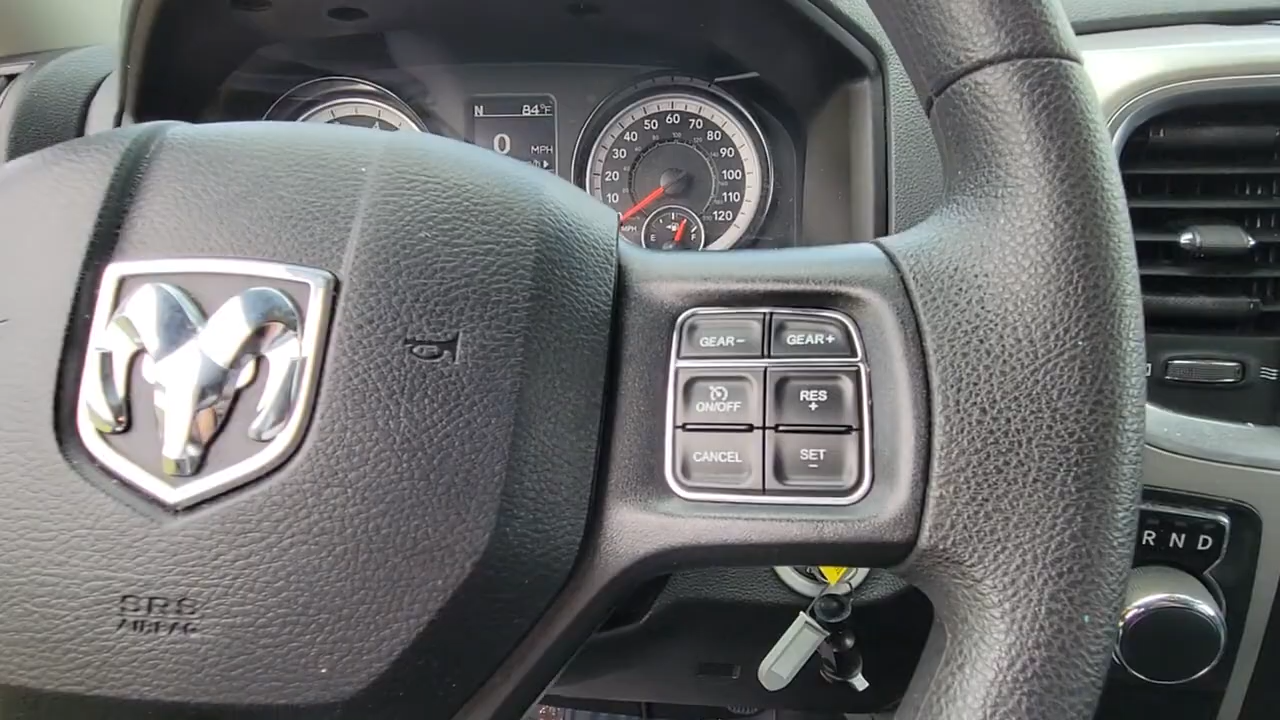 N 84°F
0 MPH
10 20 30 40 50 60 70 80 90 100 110 120
MPH
E F
GEAR− GEAR+
ON/OFF RES +
CANCEL SET −
SRS
AIRBAG
R N D